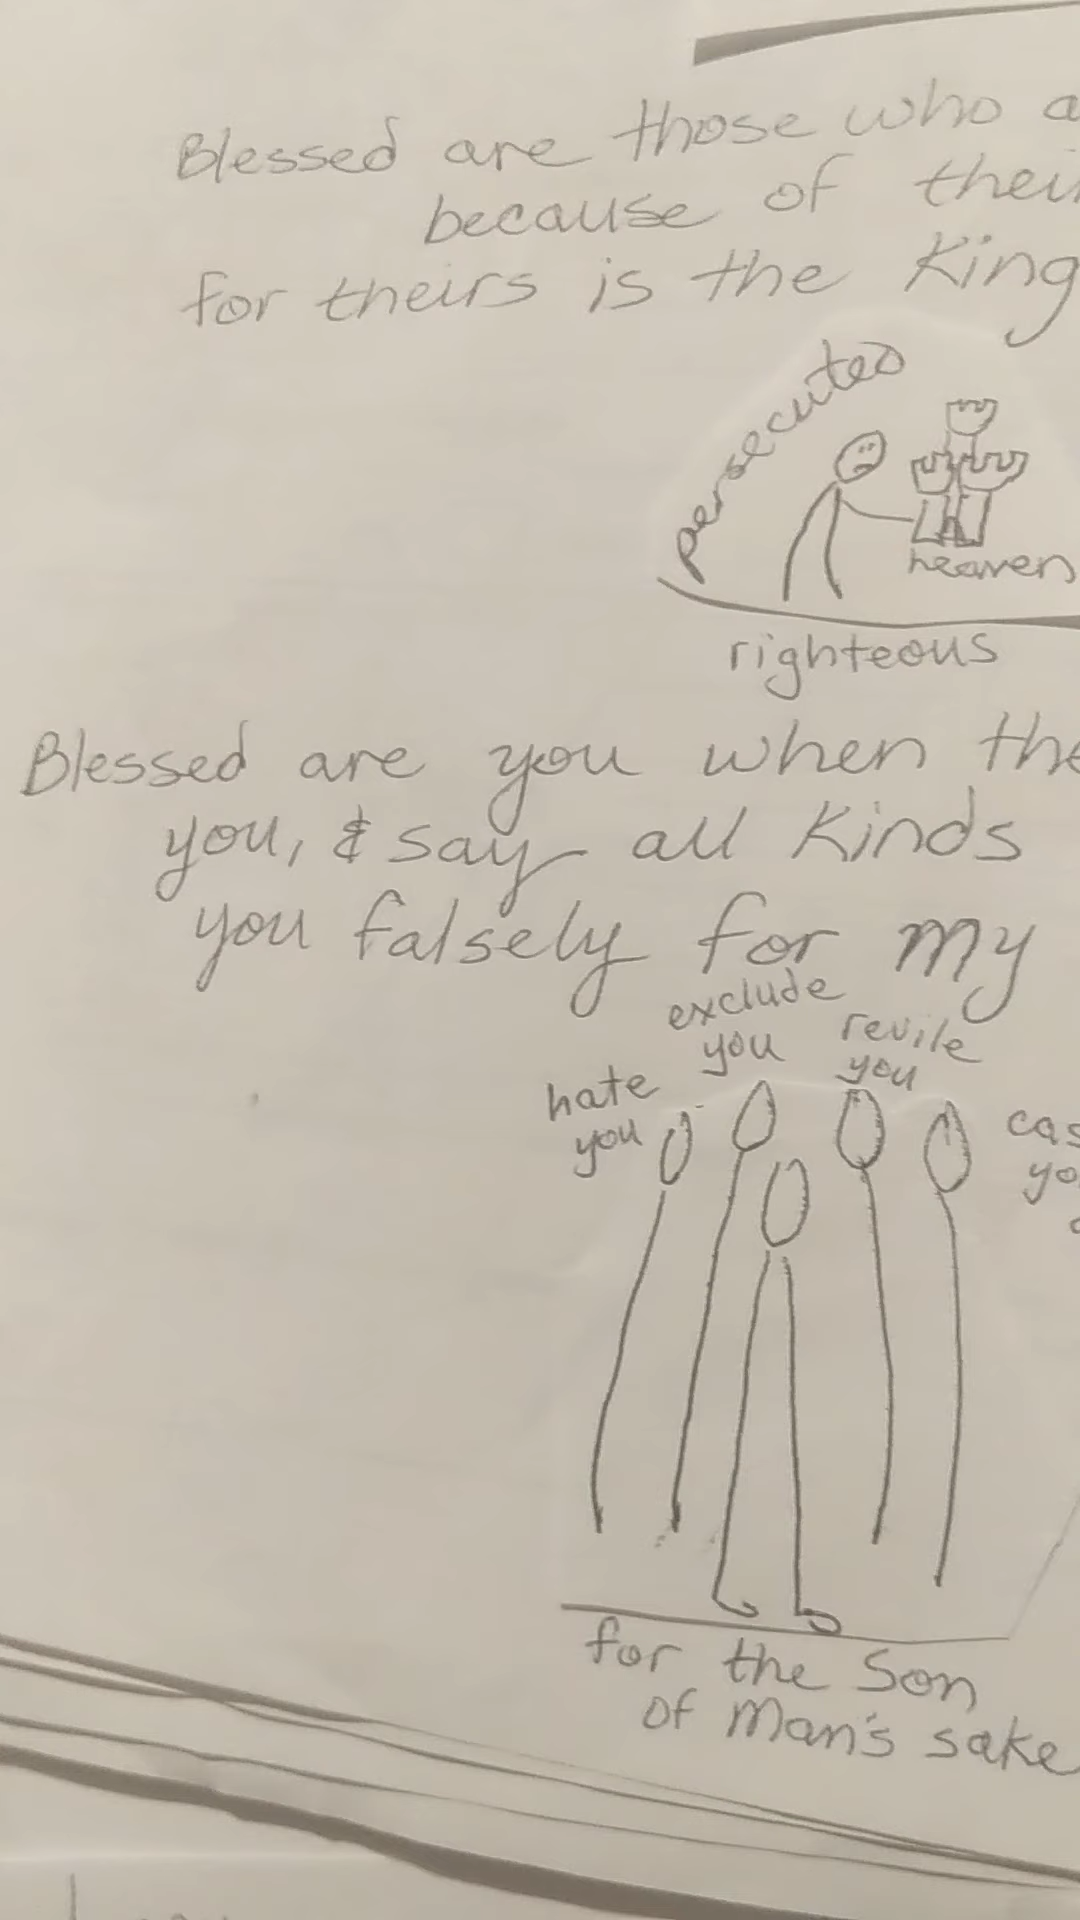 Blessed are those who a
because of thei
for theirs is the King
persecuted
heaven
righteous
Blessed are you when the
you, & say all kinds
you falsely for my
exclude
you
revile
you
hate
you
cas
yo
for the Son
of Man's sake